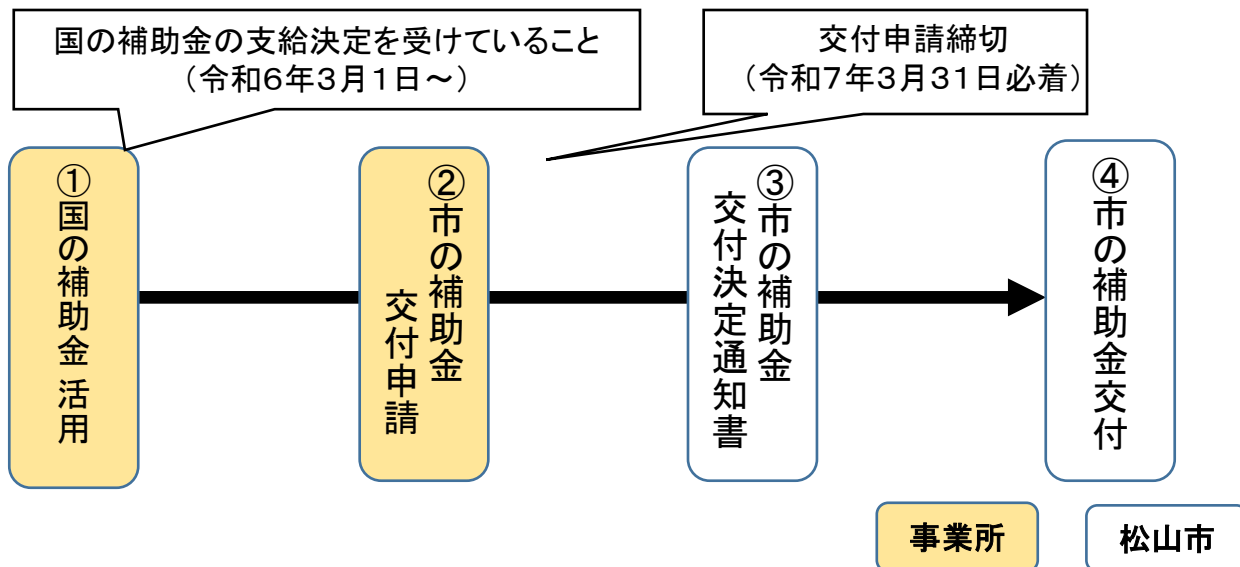 国の補助金の支給決定を受けていること
（令和６年３月１日～）
交付申請締切
（令和７年３月３１日必着）
①国の補助金 活用
②市の補助金
交付申請
③市の補助金
交付決定通知書
④市の補助金交付
事業所
松山市